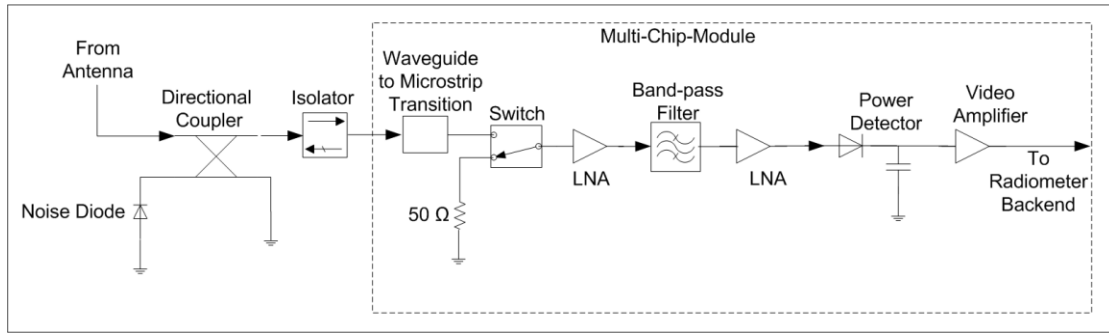 Multi-Chip-Module
From
Antenna
Directional
Coupler
Isolator
Waveguide
to Microstrip
Transition
Switch
Band-pass
Filter
Power
Detector
Video
Amplifier
LNA
LNA
To
Radiometer
Backend
Noise Diode
50 Ω